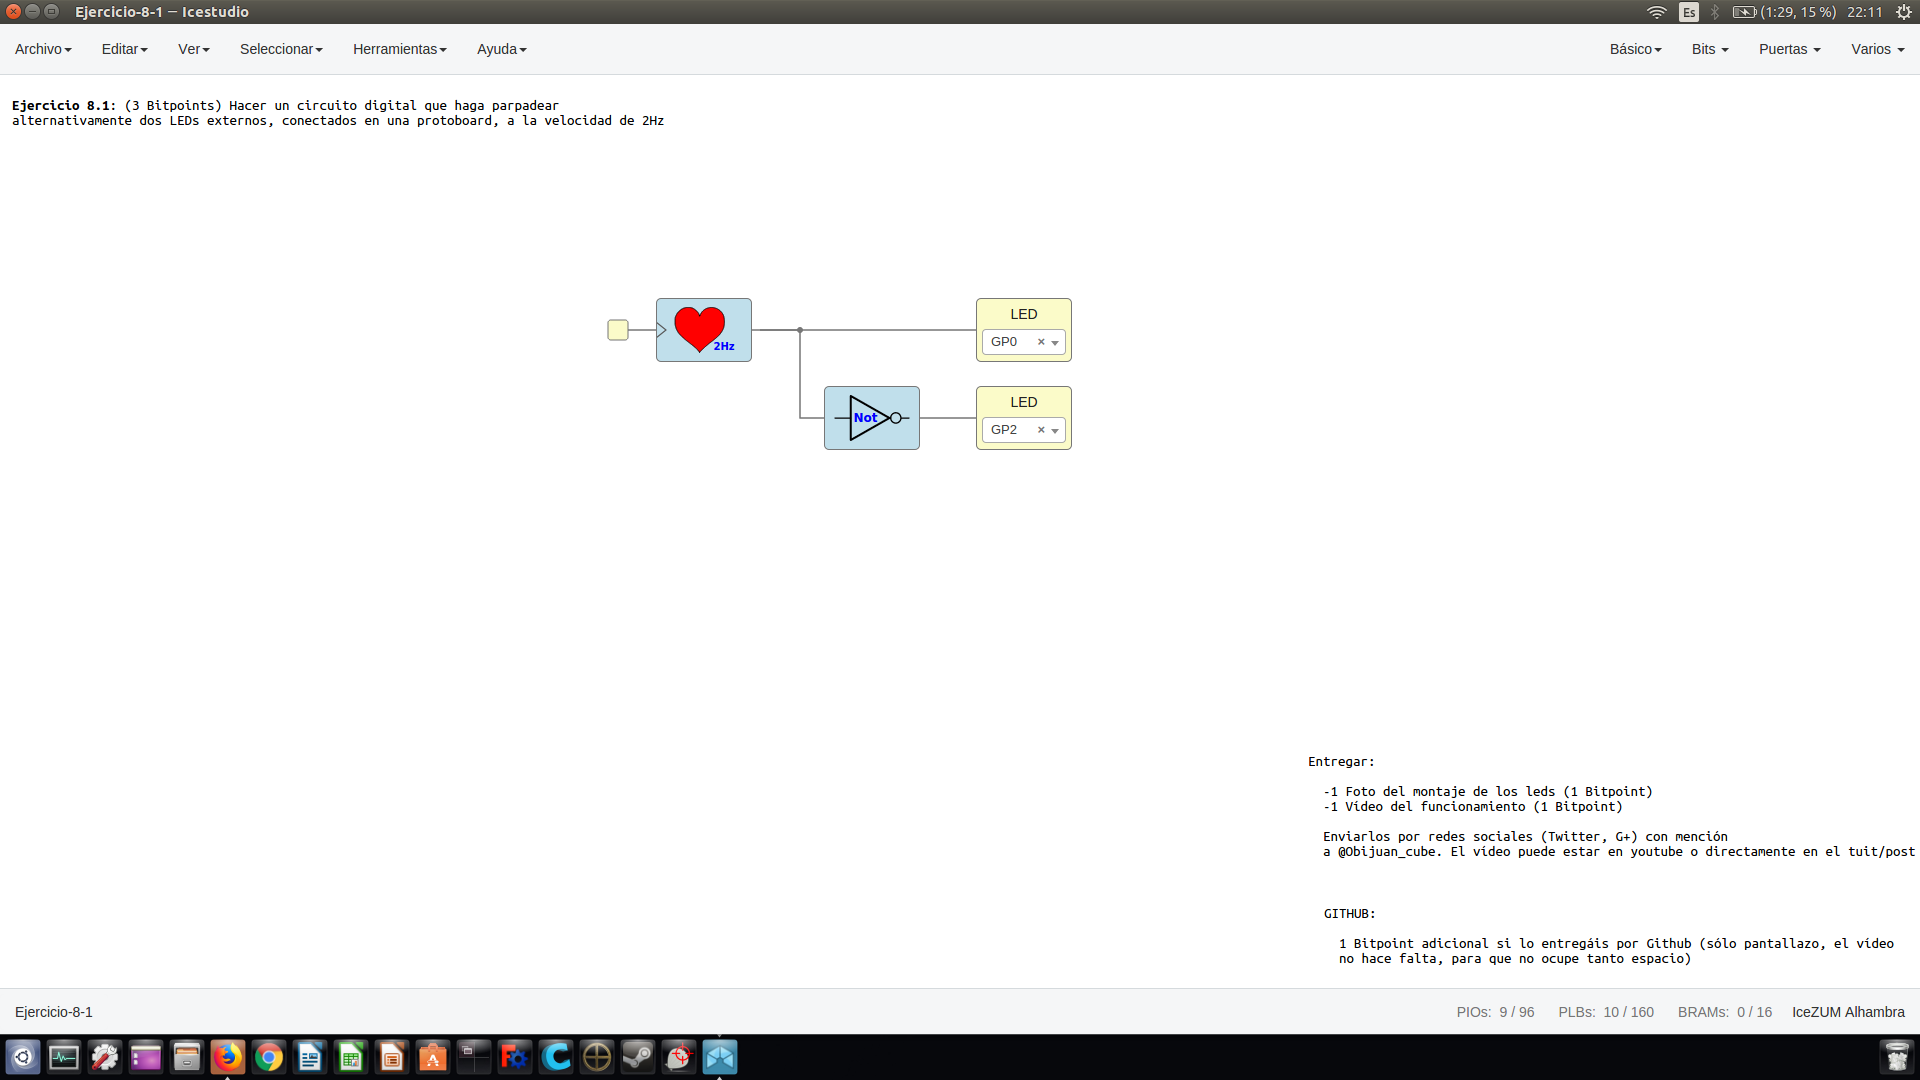 Ejercicio-8-1 — Icestudio
Es
(1:29, 15 %)
22:11
Archivo
Editar
Ver
Seleccionar
Herramientas
Ayuda
Básico
Bits
Puertas
Varios
Ejercicio 8.1: (3 Bitpoints) Hacer un circuito digital que haga parpadear
alternativamente dos LEDs externos, conectados en una protoboard, a la velocidad de 2Hz
2Hz
LED
GP0
Not
LED
GP2
Entregar:
-1 Foto del montaje de los leds (1 Bitpoint)
-1 Vídeo del funcionamiento (1 Bitpoint)
Enviarlos por redes sociales (Twitter, G+) con mención
a @Obijuan_cube. El vídeo puede estar en youtube o directamente en el tuit/post
GITHUB:
1 Bitpoint adicional si lo entregáis por Github (sólo pantallazo, el vídeo
no hace falta, para que no ocupe tanto espacio)
Ejercicio-8-1
PIOs: 9 / 96
PLBs: 10 / 160
BRAMs: 0 / 16
IceZUM Alhambra